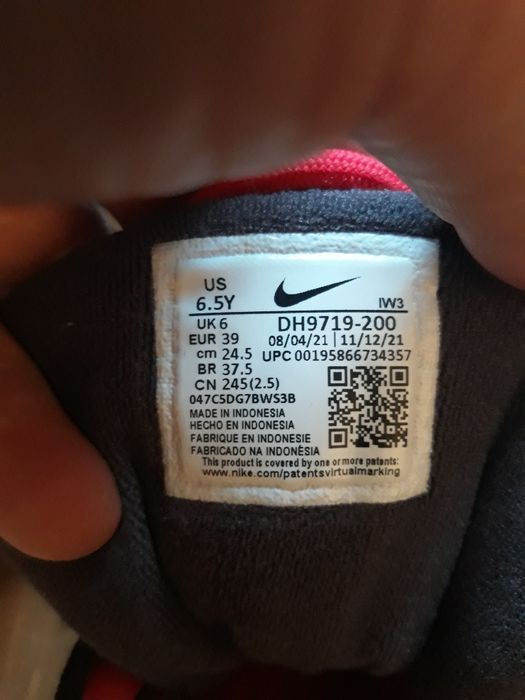 US
6.5Y
IW3
UK 6
DH9719-200
EUR 39
08/04/21 | 11/12/21
cm 24.5
UPC 00195866734357
BR 37.5
CN 245(2.5)
047C5DG7BWS3B
MADE IN INDONESIA
HECHO EN INDONESIA
FABRIQUE EN INDONESIE
FABRICADO NA INDONÊSIA
This product is covered by one or more patents:
www.nike.com/patentsvirtualmarking